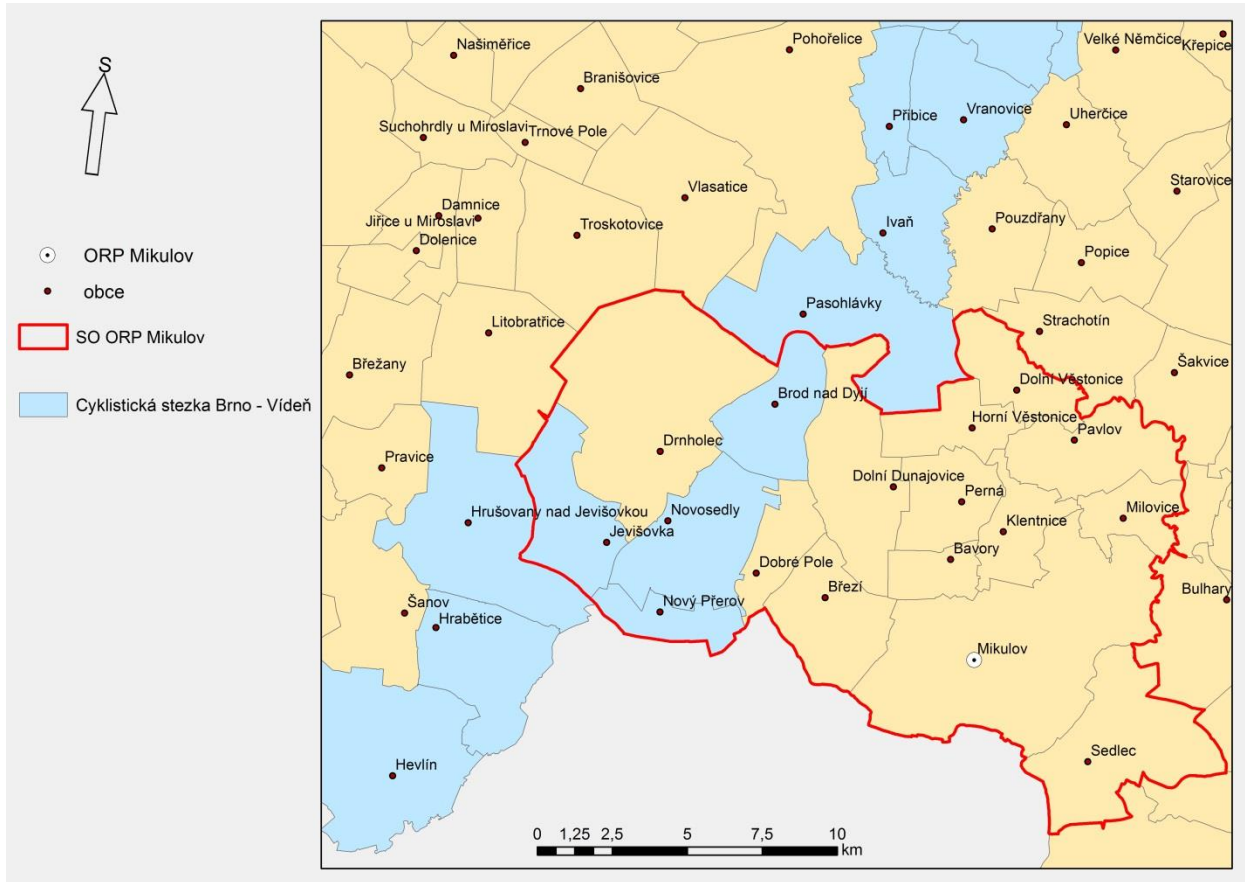 S
ORP Mikulov
obce
SO ORP Mikulov
Cyklistická stezka Brno - Vídeň
Našiměřice
Pohořelice
Velké Němčice
Křepice
Branišovice
Přibice
Vranovice
Uherčice
Suchohrdly u Miroslavi
Trnové Pole
Vlasatice
Starovice
Damnice
Jiřice u Miroslavi
Dolenice
Troskotovice
Ivaň
Pouzdřany
Popice
Pasohlávky
Litobratřice
Strachotín
Břežany
Šakvice
Dolní Věstonice
Brod nad Dyjí
Horní Věstonice
Pavlov
Drnholec
Pravice
Dolní Dunajovice
Perná
Hrušovany nad Jevišovkou
Novosedly
Klentnice
Milovice
Jevišovka
Bavory
Dobré Pole
Březí
Bulhary
Šanov
Hrabětice
Nový Přerov
Mikulov
Sedlec
Hevlín
0 1,25 2,5 5 7,5 10
km